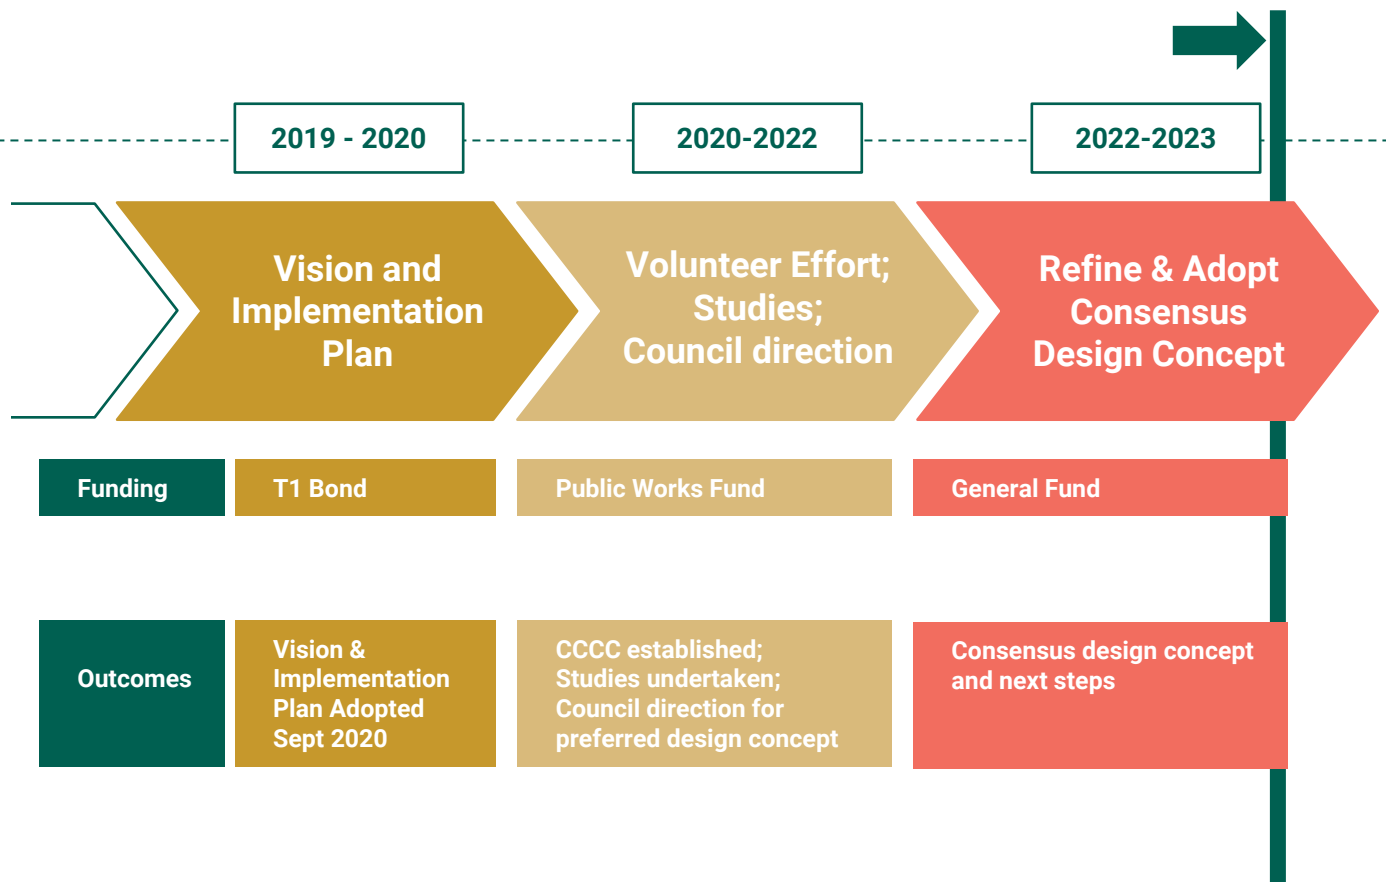 2019 - 2020
2020-2022
2022-2023
Vision and
Implementation
Plan
Volunteer Effort;
Studies;
Council direction
Refine & Adopt
Consensus
Design Concept
Funding
T1 Bond
Public Works Fund
General Fund
Outcomes
Vision &
Implementation
Plan Adopted
Sept 2020
CCCC established;
Studies undertaken;
Council direction for
preferred design concept
Consensus design concept
and next steps